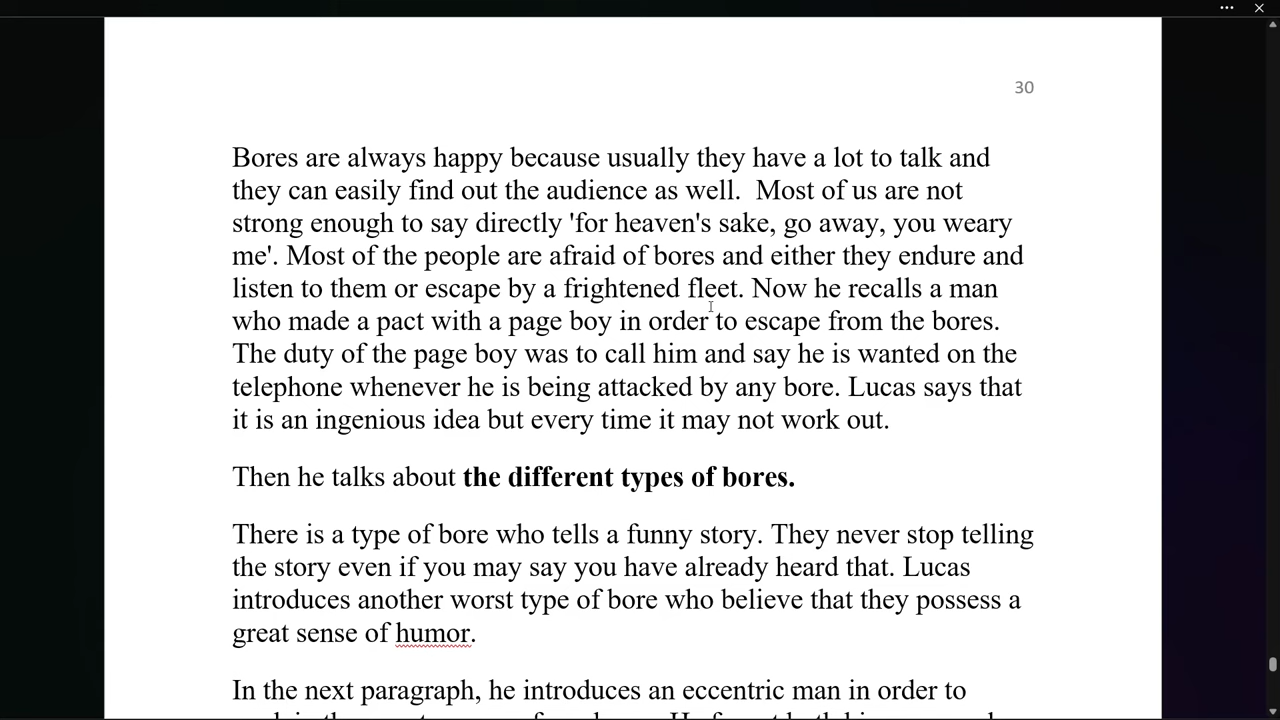 30
Bores are always happy because usually they have a lot to talk and
they can easily find out the audience as well.  Most of us are not
strong enough to say directly 'for heaven's sake, go away, you weary
me'. Most of the people are afraid of bores and either they endure and
listen to them or escape by a frightened fleet. Now he recalls a man
who made a pact with a page boy in order to escape from the bores.
The duty of the page boy was to call him and say he is wanted on the
telephone whenever he is being attacked by any bore. Lucas says that
it is an ingenious idea but every time it may not work out.
Then he talks about the different types of bores.
There is a type of bore who tells a funny story. They never stop telling
the story even if you may say you have already heard that. Lucas
introduces another worst type of bore who believe that they possess a
great sense of humor.
In the next paragraph, he introduces an eccentric man in order to